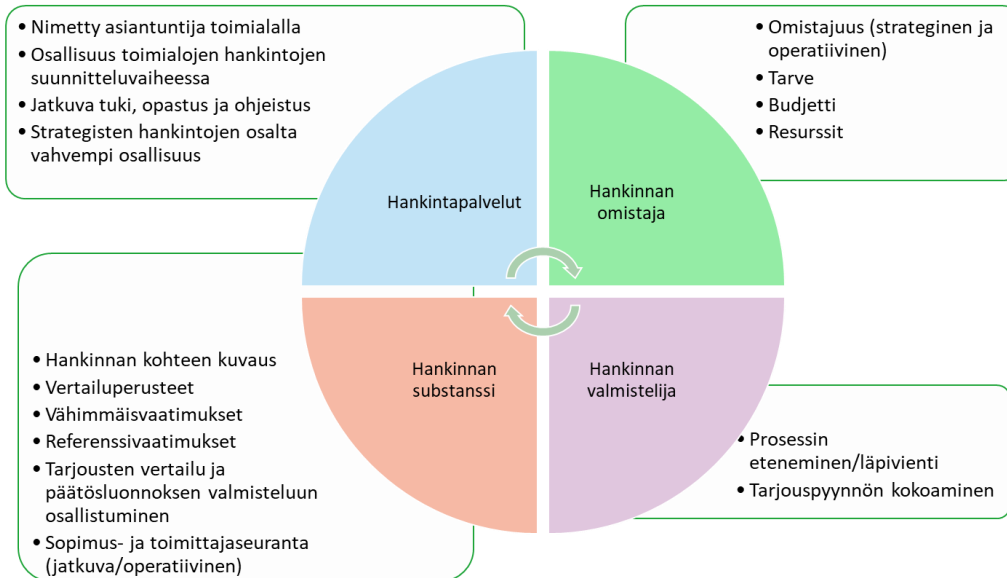 • Nimetty asiantuntija toimialalla
• Osallisuus toimialojen hankintojen
suunnitteluvaiheessa
• Jatkuva tuki, opastus ja ohjeistus
• Strategisten hankintojen osalta
vahvempi osallisuus
• Omistajuus (strateginen ja
operatiivinen)
• Tarve
• Budjetti
• Resurssit
Hankintapalvelut
Hankinnan
omistaja
Hankinnan
substanssi
Hankinnan
valmistelija
• Hankinnan kohteen kuvaus
• Vertailuperusteet
• Vähimmäisvaatimukset
• Referenssivaatimukset
• Tarjousten vertailu ja
päätösluonnoksen valmisteluun
osallistuminen
• Sopimus- ja toimittajaseuranta
(jatkuva/operatiivinen)
• Prosessin
eteneminen/läpivienti
• Tarjouspyynnön kokoaminen